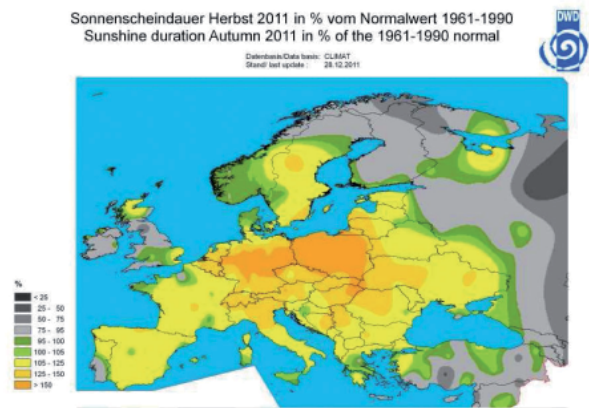 Sonnenscheindauer Herbst 2011 in % vom Normalwert 1961-1990
Sunshine duration Autumn 2011 in % of the 1961-1990 normal
Datenbasis/Data basis: CLIMAT
Stand/ last update : 28.12.2011
DWD
%
< 25
25 - 50
50 - 75
75 - 95
95 - 100
100 - 105
105 - 125
125 - 150
> 150